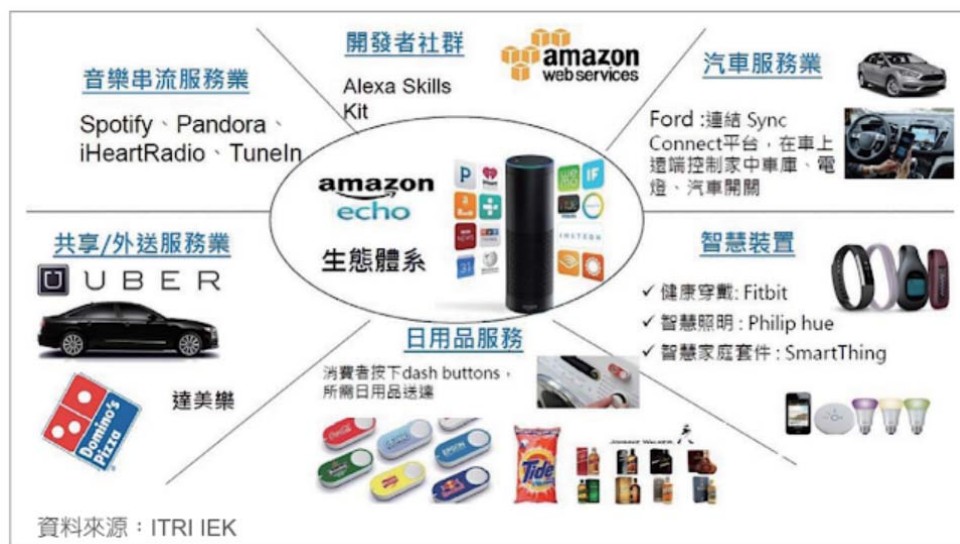 音樂串流服務業
Spotify、Pandora、
iHeartRadio、TuneIn
開發者社群
Alexa Skills
Kit
amazon
web services
汽車服務業
Ford :連結 Sync
Connect平台，在車上
遠端控制家中車庫、電
燈、汽車開關
amazon
echo
生態體系
共享/外送服務業
UBER
Domino's
Pizza
達美樂
日用品服務
消費者按下dash buttons，
所需日用品送達
Tide
智慧裝置
✓ 健康穿戴: Fitbit
✓ 智慧照明 : Philip hue
✓ 智慧家庭套件 : SmartThing
資料來源：ITRI IEK